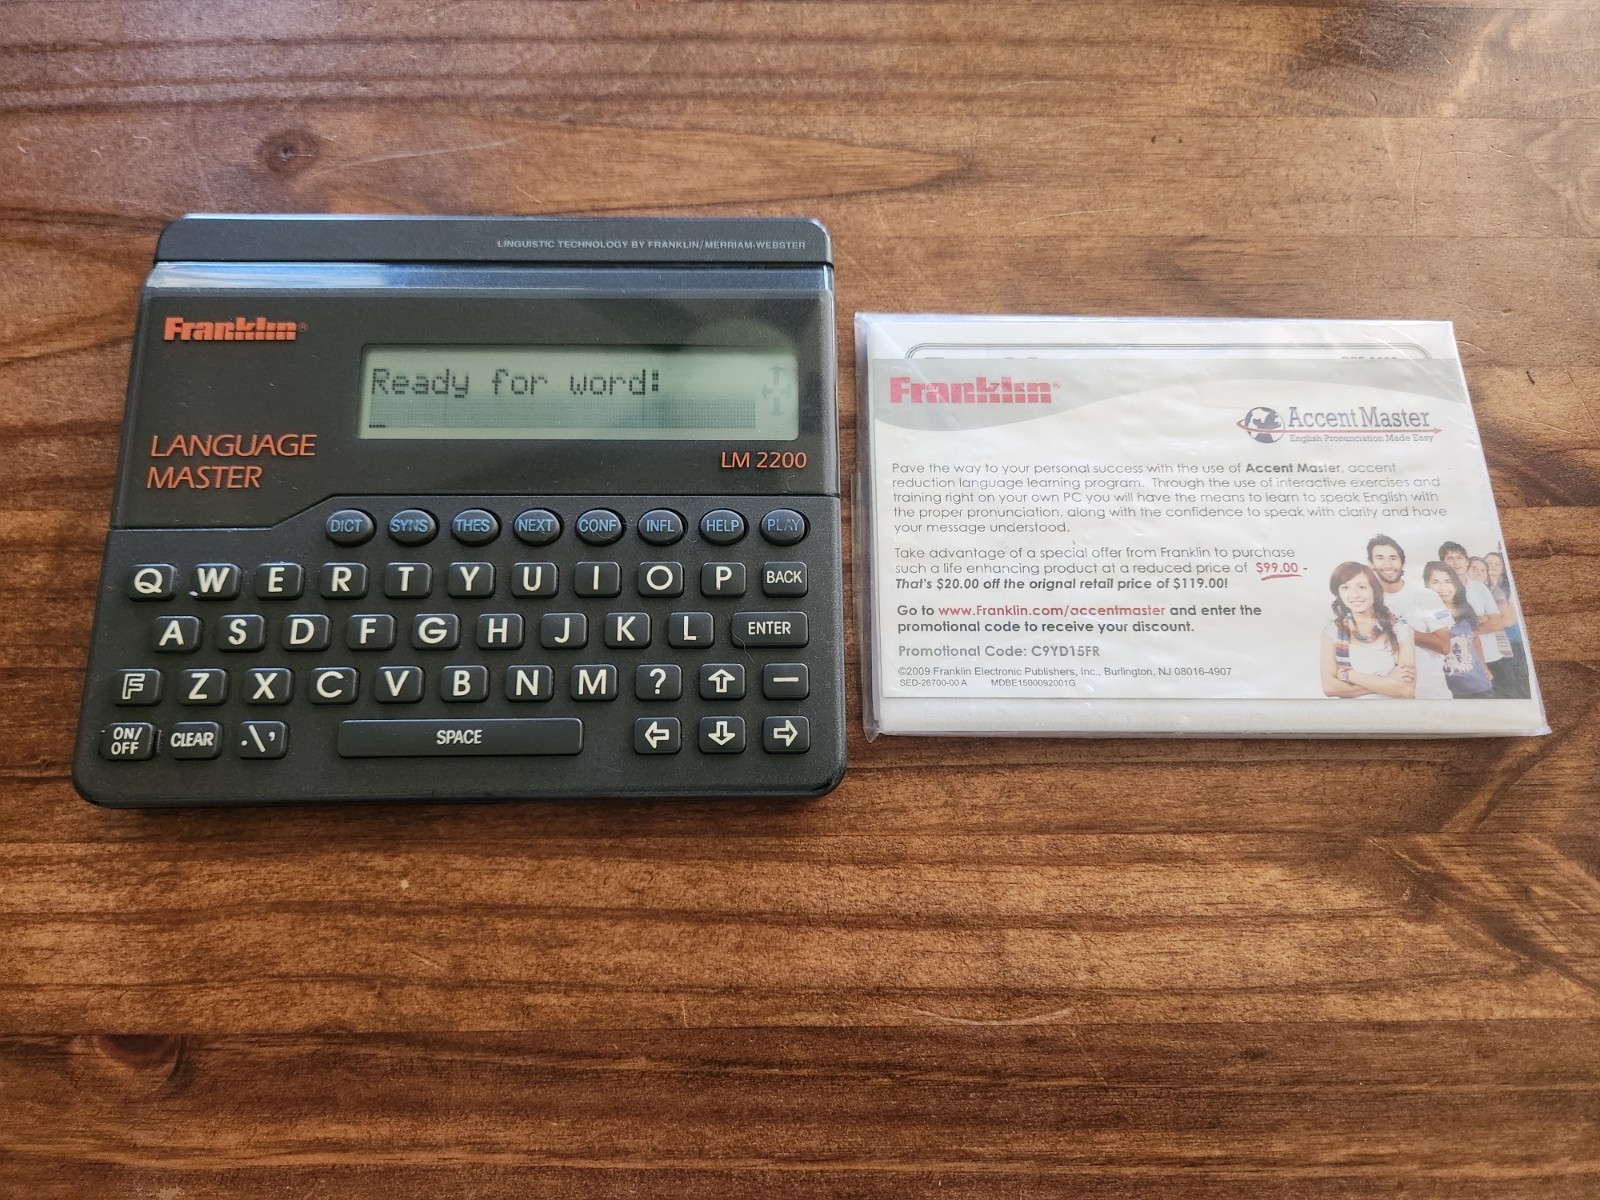 LINGUISTIC TECHNOLOGY BY FRANKLIN/MERRIAM-WEBSTER
Franklin®
Ready for word:
LANGUAGE
MASTER
LM 2200
DICT SYNS THES NEXT CONF INFL HELP PLAY
Q W E R T Y U I O P BACK
A S D F G H J K L ENTER
F Z X C V B N M ? ⇧ —
ON/
OFF CLEAR .\' SPACE ⇦ ⇩ ⇨
Franklin®
Accent Master
English Pronunciation Made Easy
Pave the way to your personal success with the use of Accent Master, accent
reduction language learning program. Through the use of interactive exercises and
training right on your own PC you will have the means to learn to speak English with
the proper pronunciation, along with the confidence to speak with clarity and have
your message understood.
Take advantage of a special offer from Franklin to purchase
such a life enhancing product at a reduced price of $99.00 -
That's $20.00 off the orignal retail price of $119.00!
Go to www.Franklin.com/accentmaster and enter the
promotional code to receive your discount.
Promotional Code: C9YD15FR
©2009 Franklin Electronic Publishers, Inc., Burlington, NJ 08016-4907
SED-26700-00 A MDBE1500092001G